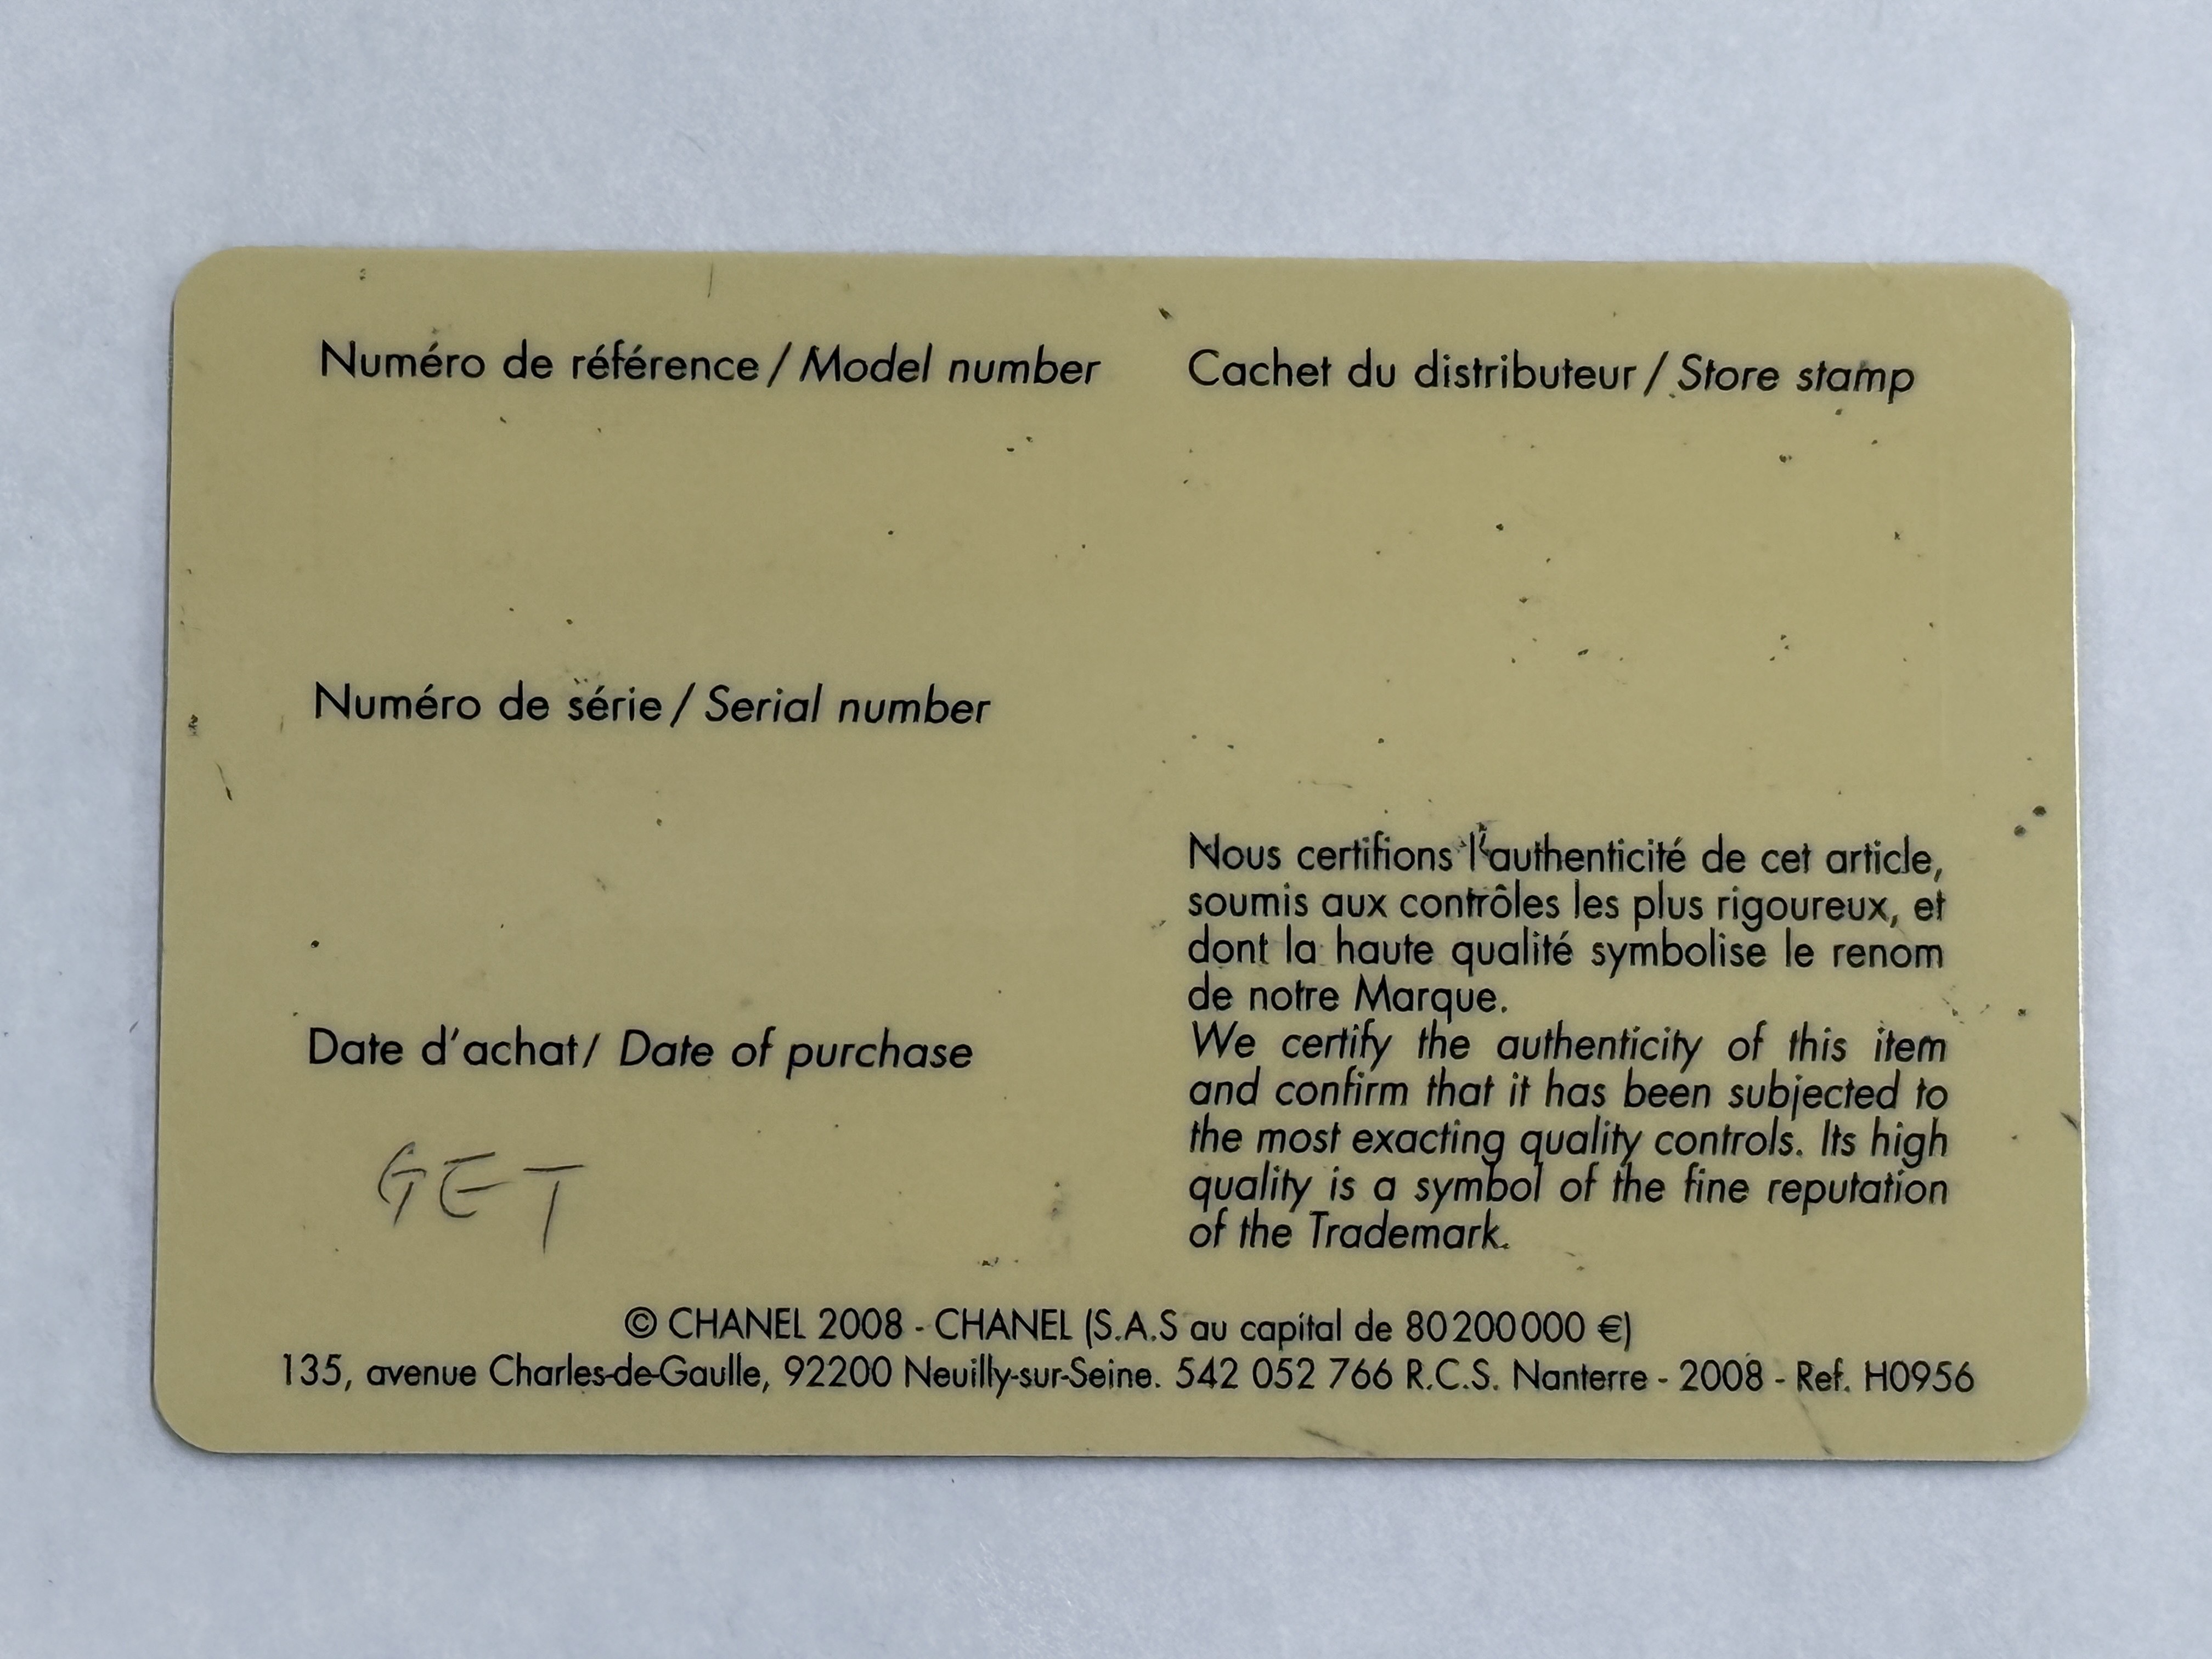 Numéro de référence / Model number
Cachet du distributeur / Store stamp
Numéro de série / Serial number
Date d'achat / Date of purchase
GET
Nous certifions l'authenticité de cet article,
soumis aux contrôles les plus rigoureux, et
dont la haute qualité symbolise le renom
de notre Marque.
We certify the authenticity of this item
and confirm that it has been subjected to
the most exacting quality controls. Its high
quality is a symbol of the fine reputation
of the Trademark.
© CHANEL 2008 - CHANEL (S.A.S au capital de 80 200 000 €)
135, avenue Charles-de-Gaulle, 92200 Neuilly-sur-Seine. 542 052 766 R.C.S. Nanterre - 2008 - Ref. H0956